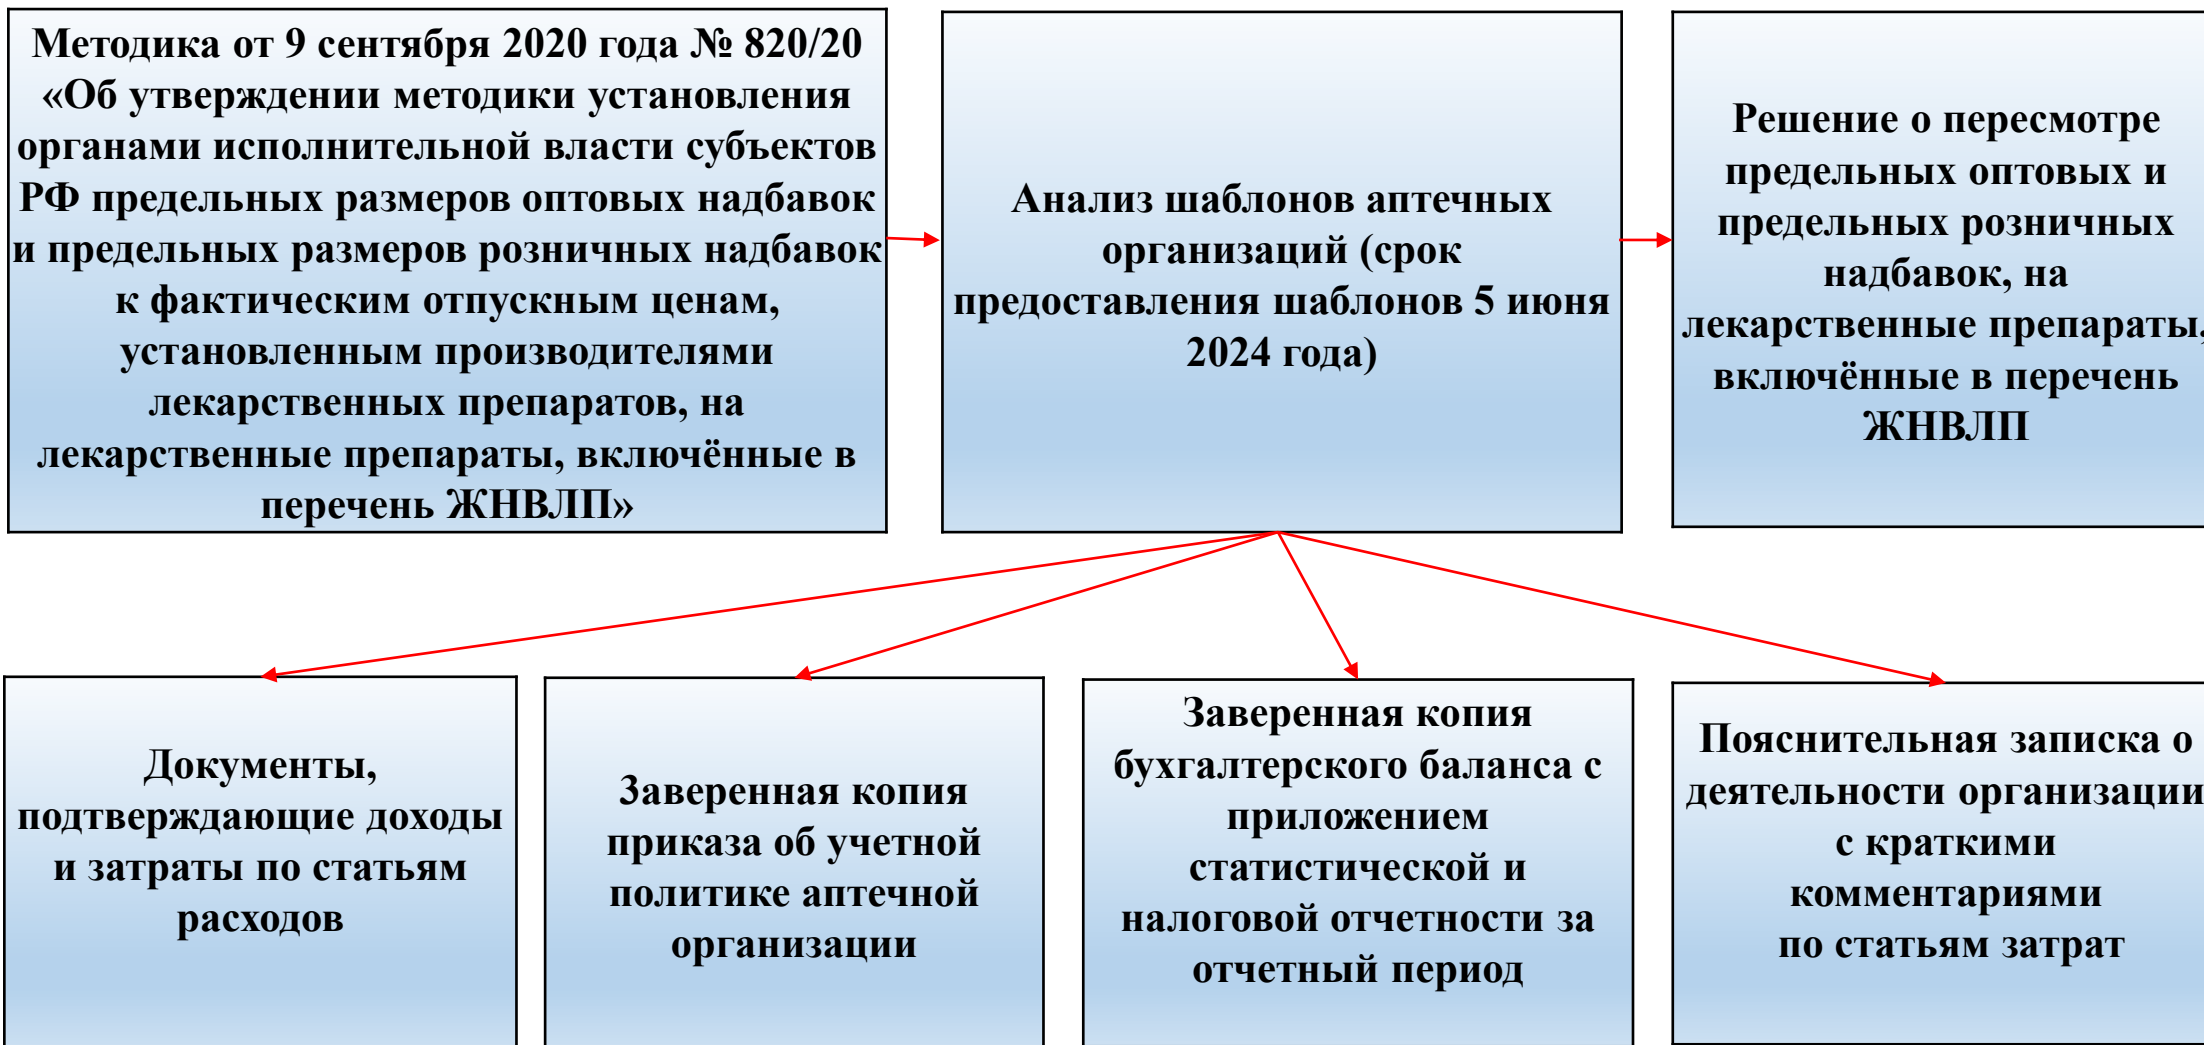 Методика от 9 сентября 2020 года № 820/20
«Об утверждении методики установления
органами исполнительной власти субъектов
РФ предельных размеров оптовых надбавок
и предельных размеров розничных надбавок
к фактическим отпускным ценам,
установленным производителями
лекарственных препаратов, на
лекарственные препараты, включённые в
перечень ЖНВЛП»
Анализ шаблонов аптечных
организаций (срок
предоставления шаблонов 5 июня
2024 года)
Решение о пересмотре
предельных оптовых и
предельных розничных
надбавок, на
лекарственные препараты,
включённые в перечень
ЖНВЛП
Документы,
подтверждающие доходы
и затраты по статьям
расходов
Заверенная копия
приказа об учетной
политике аптечной
организации
Заверенная копия
бухгалтерского баланса с
приложением
статистической и
налоговой отчетности за
отчетный период
Пояснительная записка о
деятельности организации
с краткими
комментариями
по статьям затрат